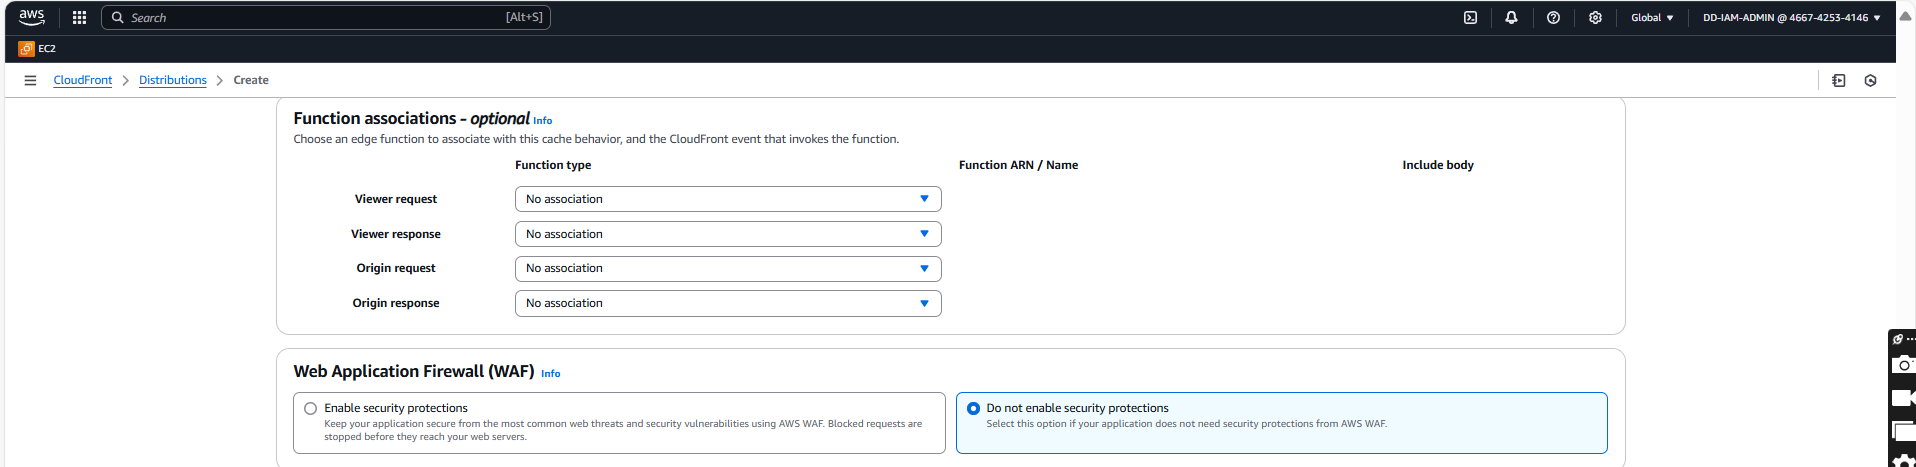 aws
Search [Alt+S] Global DD-IAM-ADMIN @ 4667-4253-4146
EC2
CloudFront Distributions Create
Function associations - optional Info
Choose an edge function to associate with this cache behavior, and the CloudFront event that invokes the function.
Function type Function ARN / Name Include body
Viewer request No association
Viewer response No association
Origin request No association
Origin response No association
Web Application Firewall (WAF) Info
Enable security protections
Keep your application secure from the most common web threats and security vulnerabilities using AWS WAF. Blocked requests are
stopped before they reach your web servers.
Do not enable security protections
Select this option if your application does not need security protections from AWS WAF.